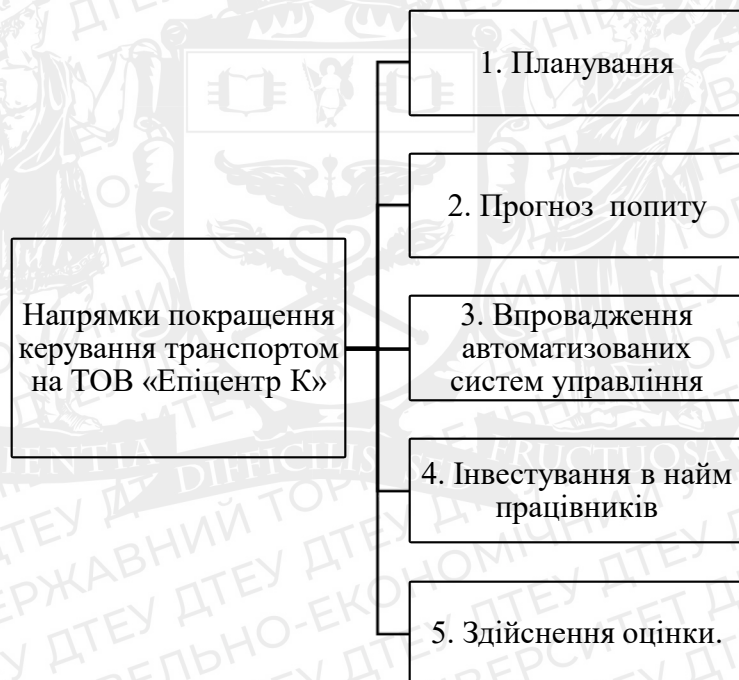 1. Планування
2. Прогноз попиту
Напрямки покращення
керування транспортом
на ТОВ «Епіцентр К»
3. Впровадження
автоматизованих
систем управління
4. Інвестування в найм
працівників
5. Здійснення оцінки.